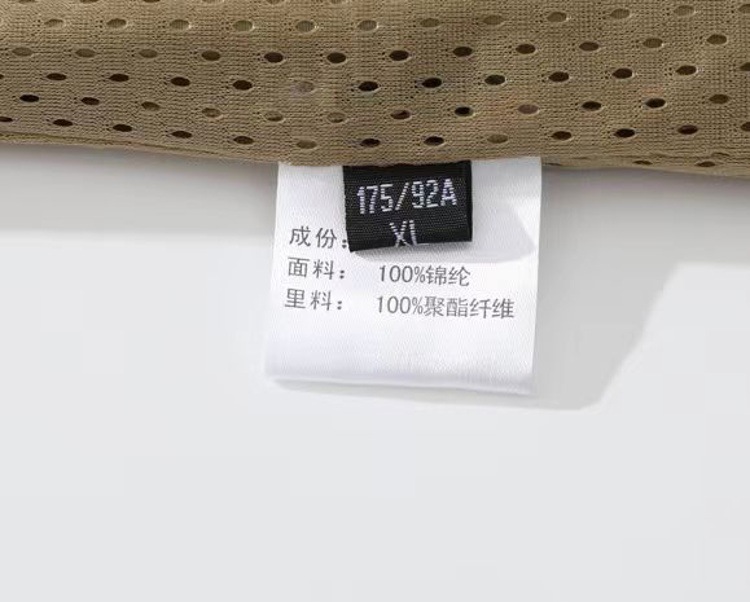 175/92A
XL
成份：
面料： 100%锦纶
里料： 100%聚酯纤维